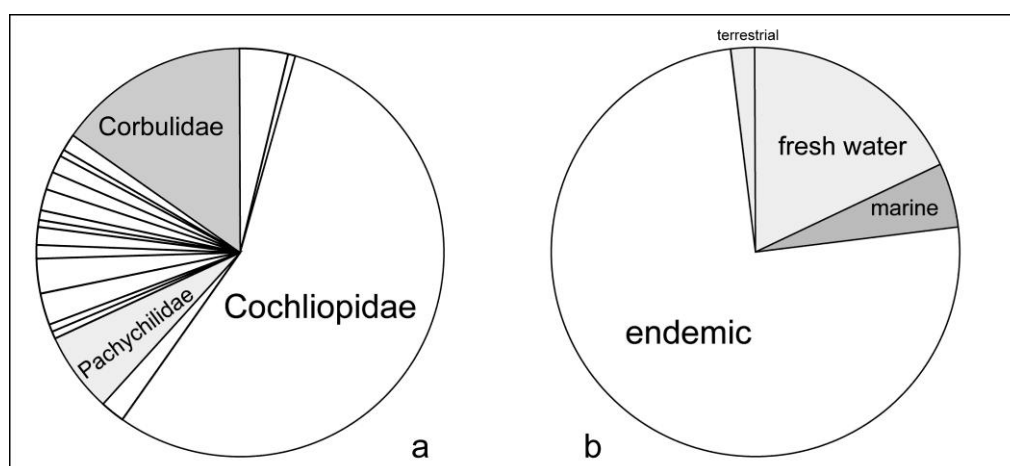 Corbulidae
Pachychilidae
Cochliopidae
a
terrestrial
fresh water
marine
endemic
b